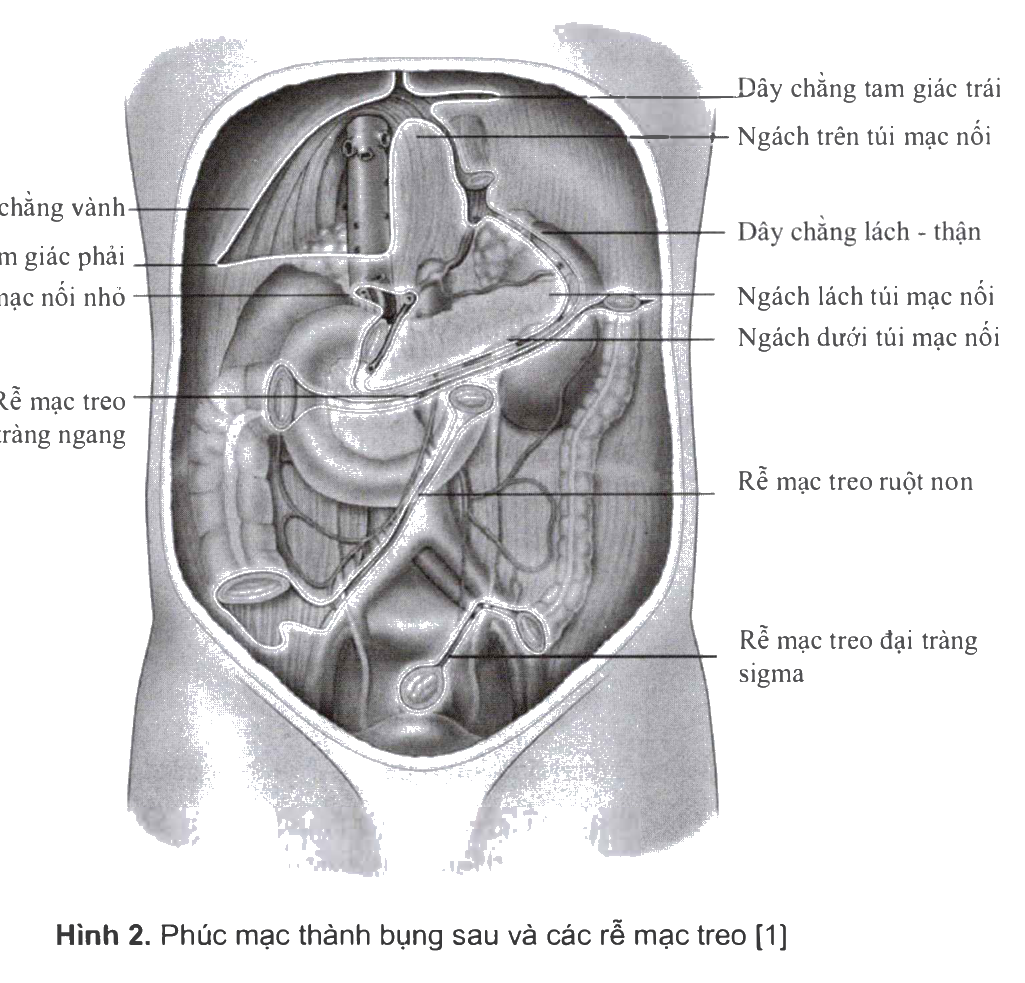 Dây chằng tam giác trái
Ngách trên túi mạc nối
chằng vành
Dây chằng lách - thận
m giác phải
mạc nối nhỏ
Ngách lách túi mạc nối
Ngách dưới túi mạc nối
Rễ mạc treo
tràng ngang
Rễ mạc treo ruột non
Rễ mạc treo đại tràng
sigma
Hình 2. Phúc mạc thành bụng sau và các rễ mạc treo [1]